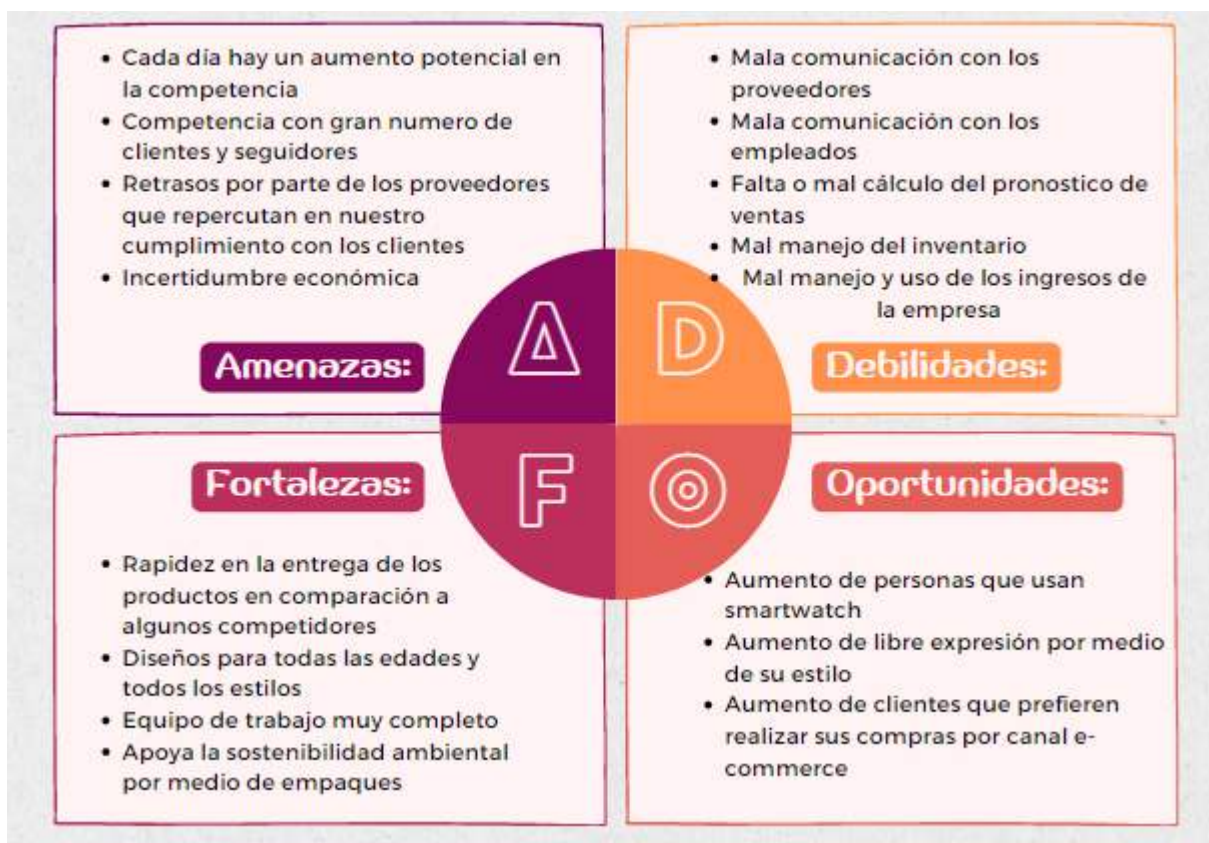 Cada día hay un aumento potencial en
la competencia
Competencia con gran numero de
clientes y seguidores
Retrasos por parte de los proveedores
que repercutan en nuestro
cumplimiento con los clientes
Incertidumbre económica
Amenazas:
A
Mala comunicación con los
proveedores
Mala comunicación con los
empleados
Falta o mal cálculo del pronostico de
ventas
Mal manejo del inventario
Mal manejo y uso de los ingresos de
la empresa
D
Debilidades:
Fortalezas:
F
Rapidez en la entrega de los
productos en comparación a
algunos competidores
Diseños para todas las edades y
todos los estilos
Equipo de trabajo muy completo
Apoya la sostenibilidad ambiental
por medio de empaques
O
Oportunidades:
Aumento de personas que usan
smartwatch
Aumento de libre expresión por medio
de su estilo
Aumento de clientes que prefieren
realizar sus compras por canal e-
commerce